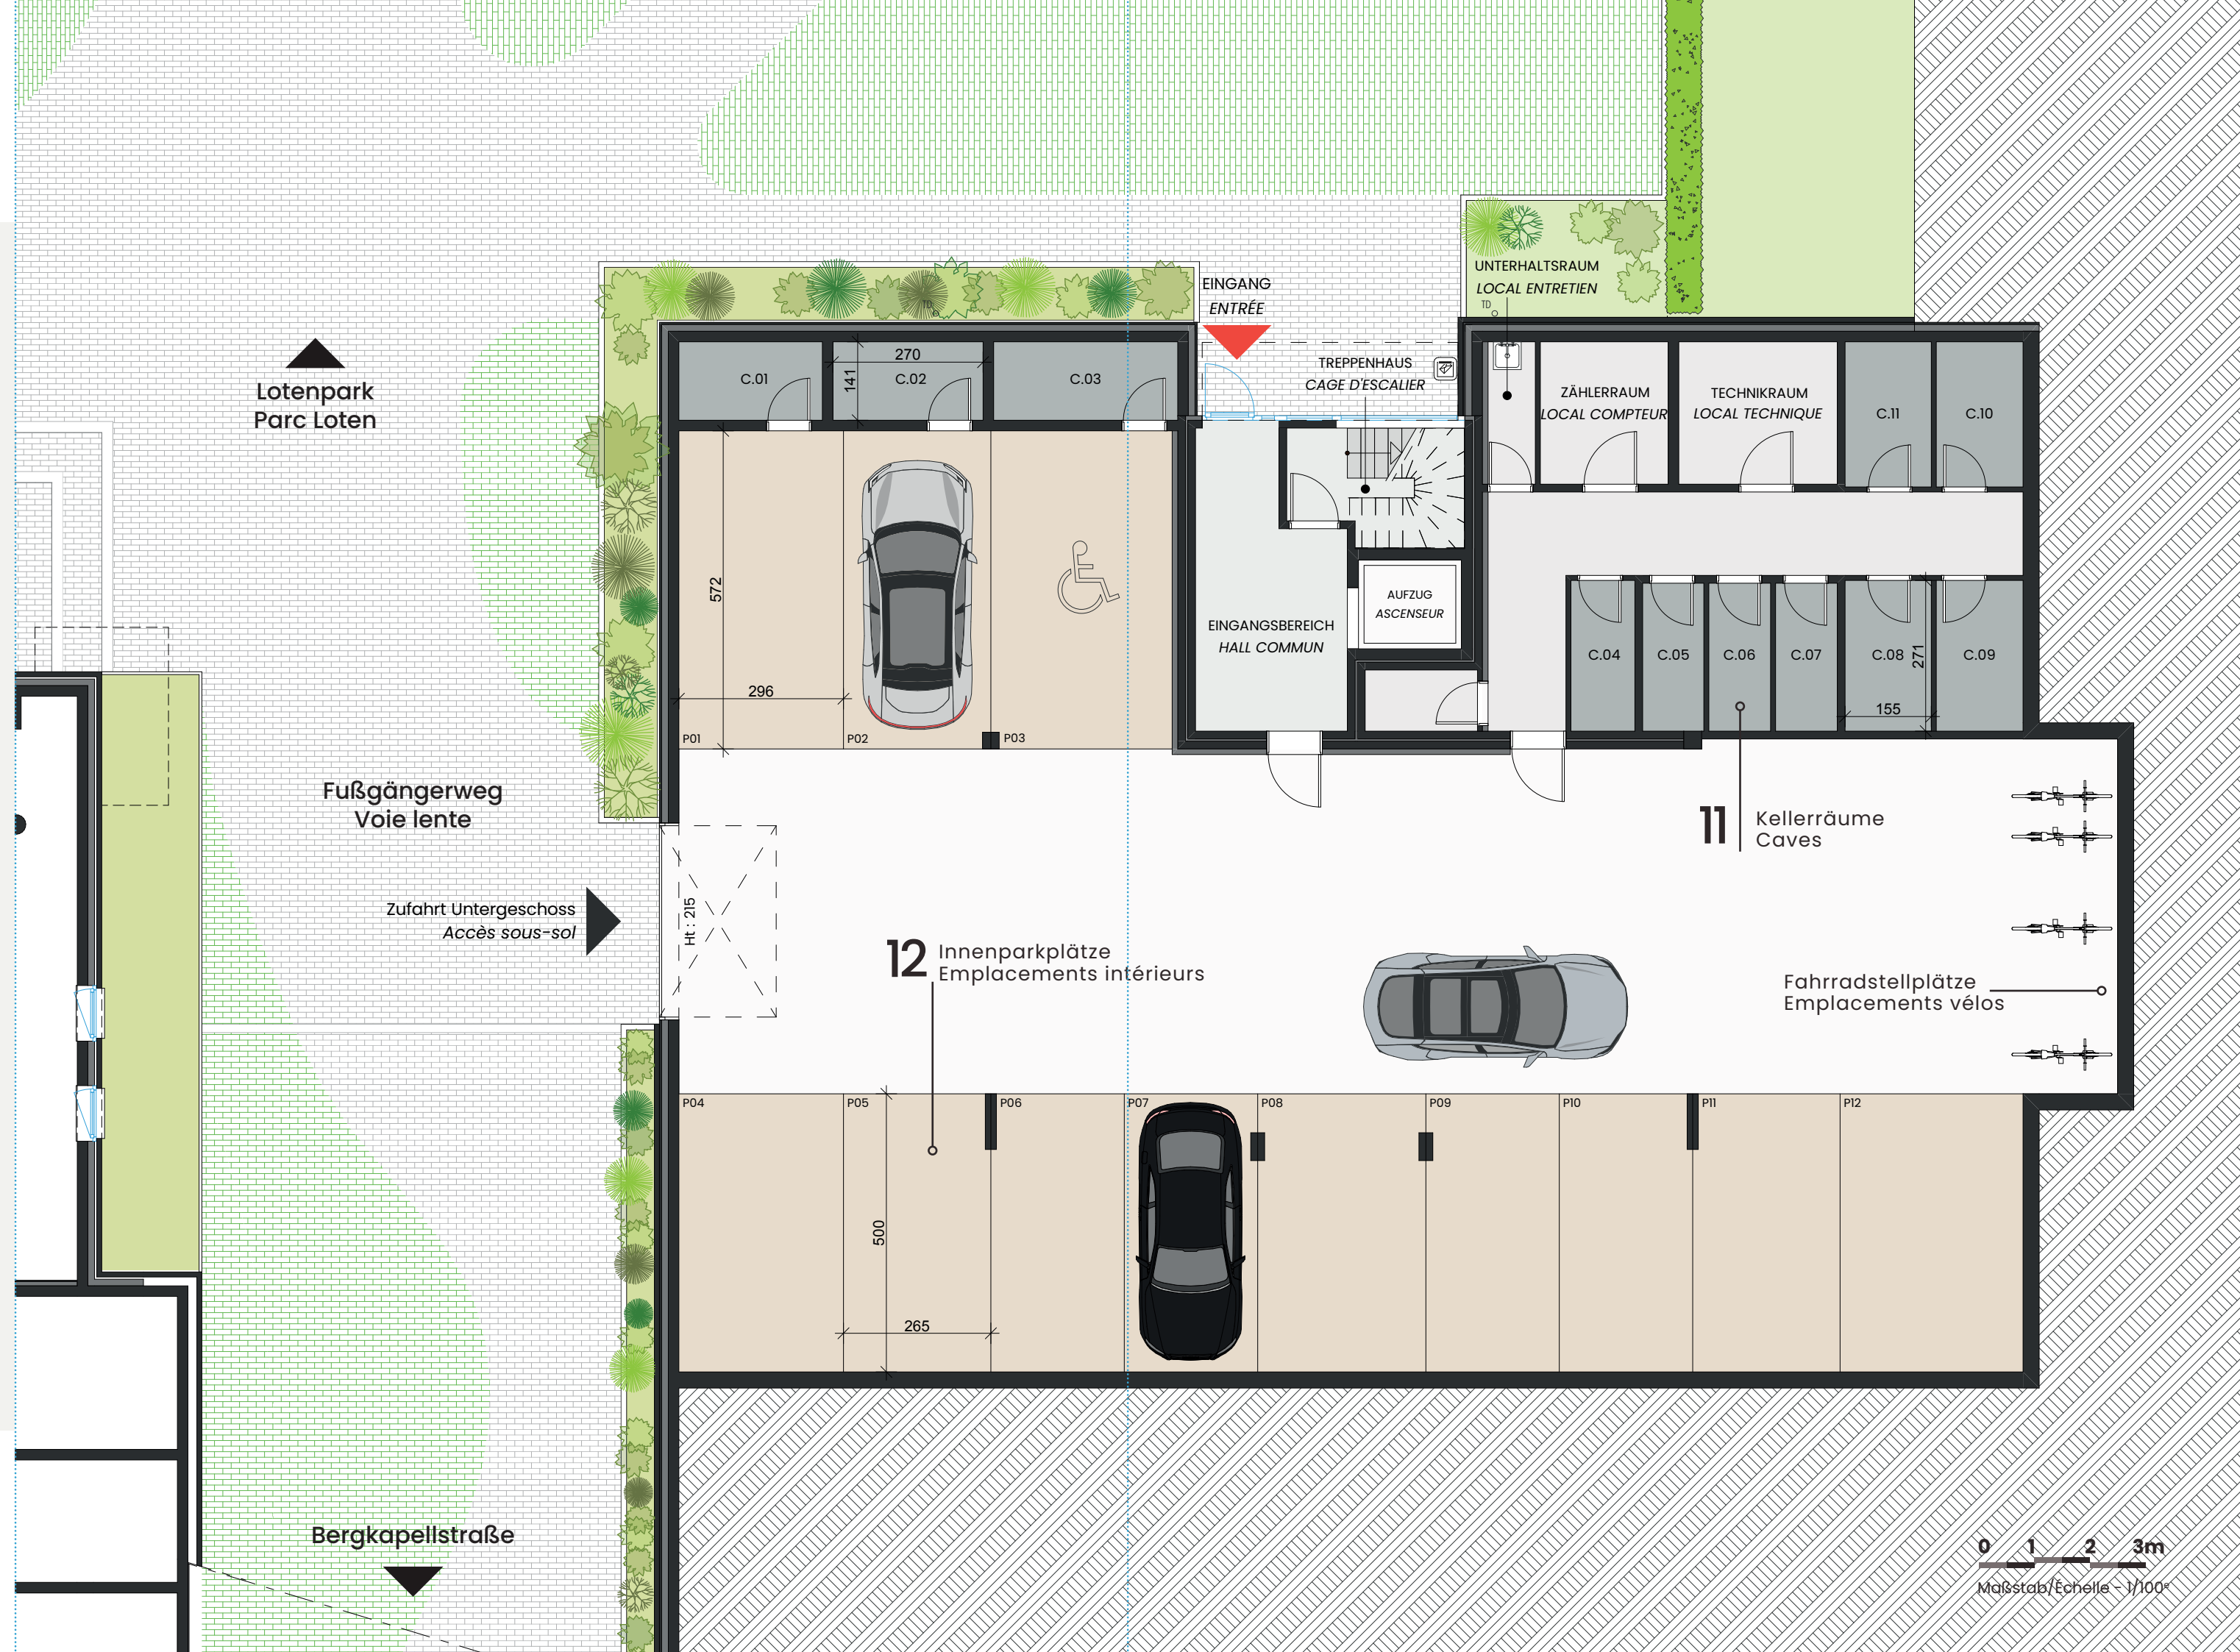 EINGANG
ENTRÉE
UNTERHALTSRAUM
LOCAL ENTRETIEN
TD
TD
Lotenpark
Parc Loten
C.01
270
141
C.02
C.03
TREPPENHAUS
CAGE D'ESCALIER
ZÄHLERRAUM
LOCAL COMPTEUR
TECHNIKRAUM
LOCAL TECHNIQUE
C.11
C.10
572
296
P01
P02
P03
EINGANGSBEREICH
HALL COMMUN
AUFZUG
ASCENSEUR
C.04
C.05
C.06
C.07
C.08
271
155
C.09
Fußgängerweg
Voie lente
11
Kellerräume
Caves
Zufahrt Untergeschoss
Accès sous-sol
Ht : 215
12
Innenparkplätze
Emplacements intérieurs
Fahrradstellplätze
Emplacements vélos
P04
P05
P06
P07
P08
P09
P10
P11
P12
500
265
Bergkapellstraße
0 1 2 3m
Maßstab/Échelle - 1/100e